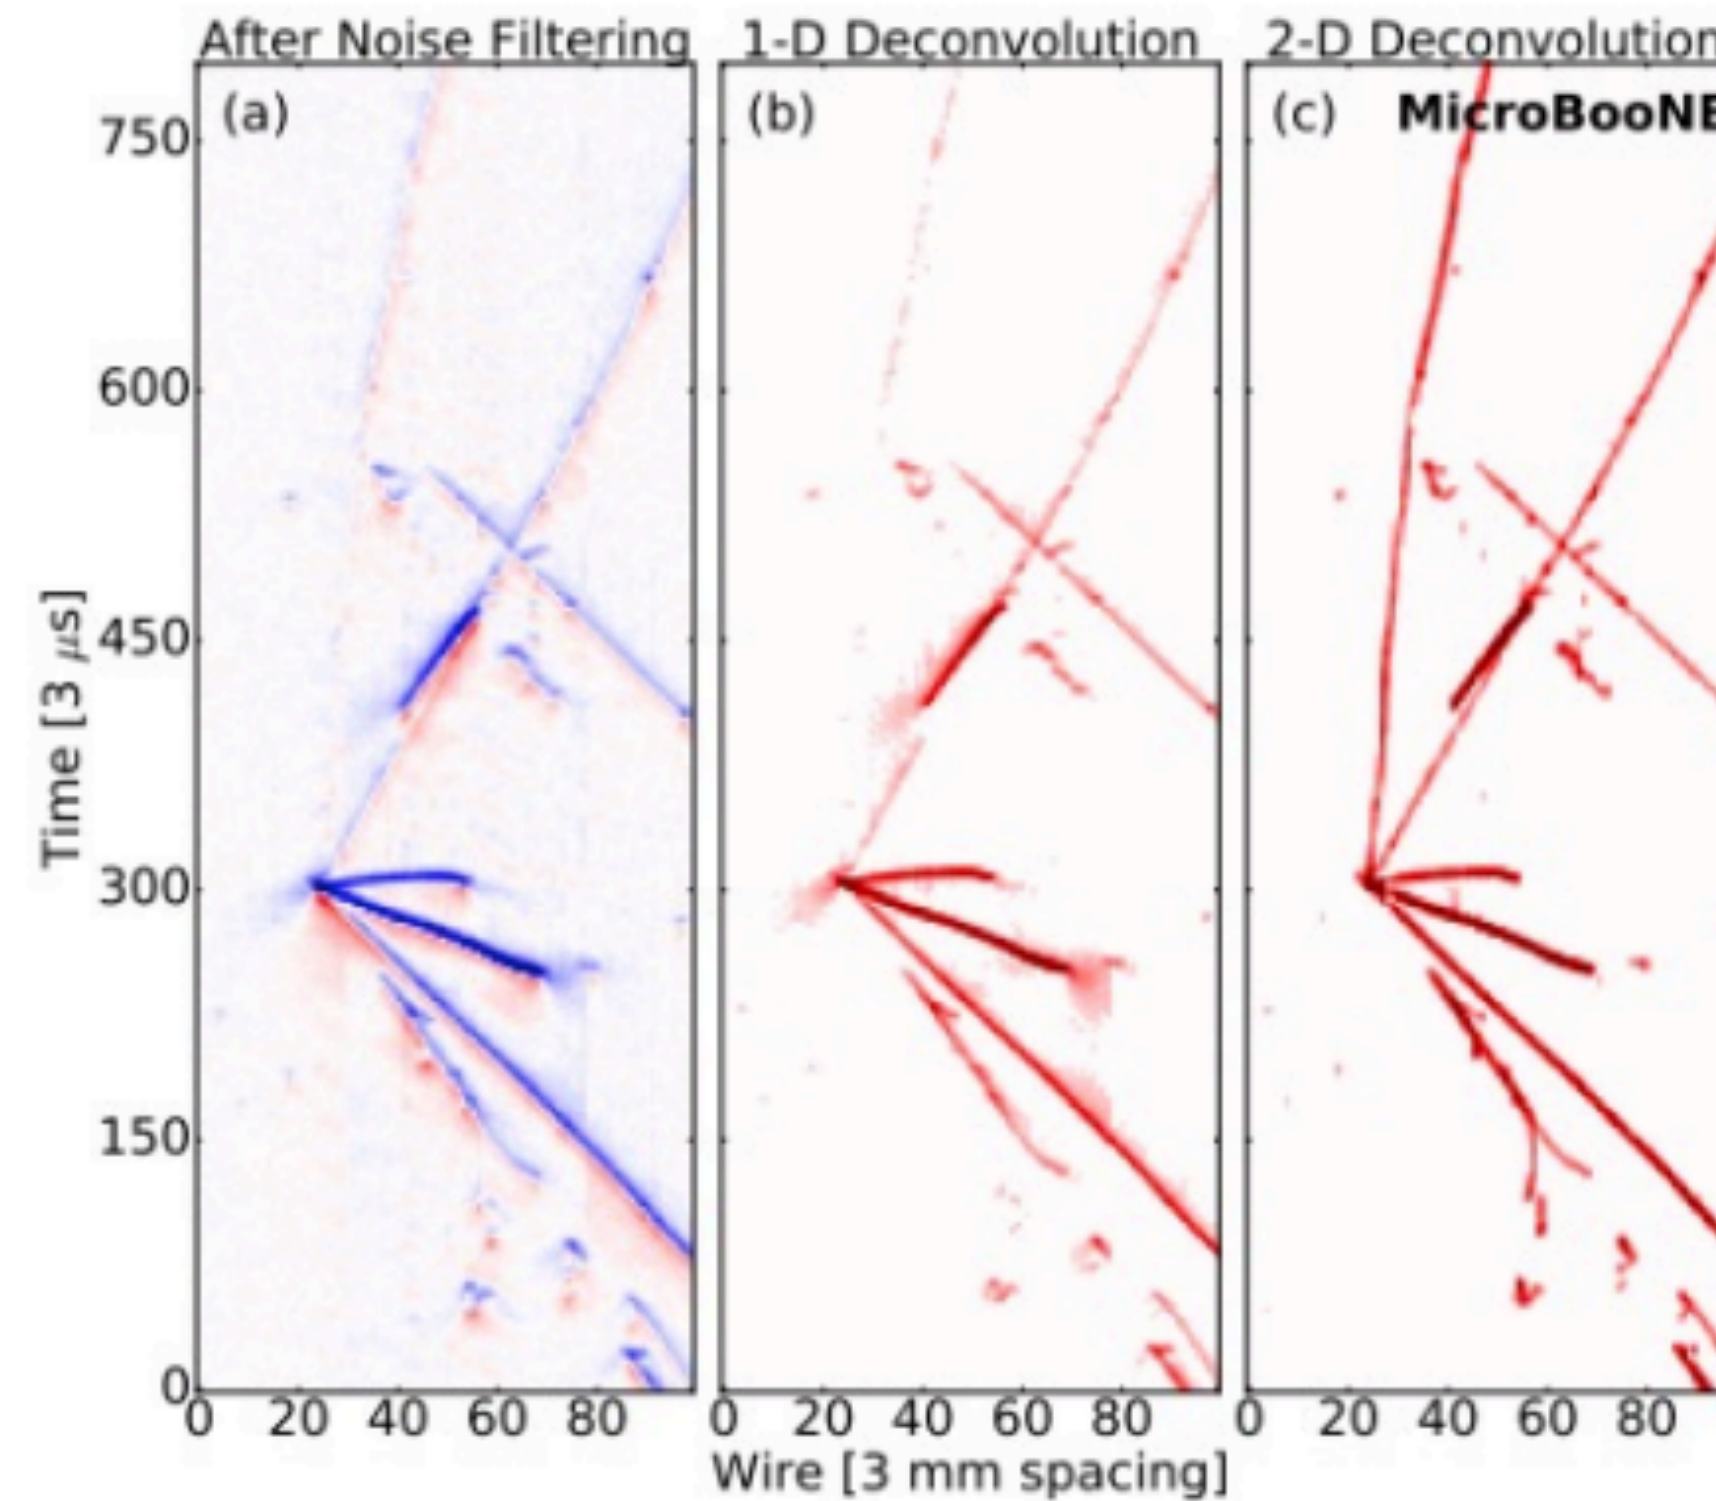 After Noise Filtering 1-D Deconvolution 2-D Deconvolution
(a) (b) (c) MicroBooNE
750
600
450
300
150
0
Time [3 μs]
0 20 40 60 80 0 20 40 60 80 0 20 40 60 80
Wire [3 mm spacing]